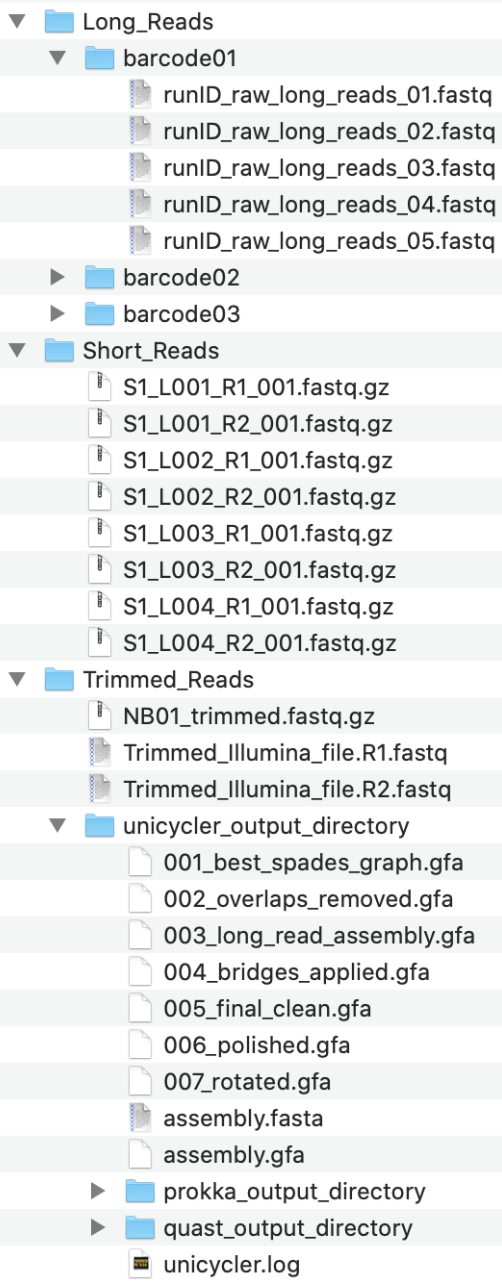 Long_Reads
barcode01
runID_raw_long_reads_01.fastq
runID_raw_long_reads_02.fastq
runID_raw_long_reads_03.fastq
runID_raw_long_reads_04.fastq
runID_raw_long_reads_05.fastq
barcode02
barcode03
Short_Reads
S1_L001_R1_001.fastq.gz
S1_L001_R2_001.fastq.gz
S1_L002_R1_001.fastq.gz
S1_L002_R2_001.fastq.gz
S1_L003_R1_001.fastq.gz
S1_L003_R2_001.fastq.gz
S1_L004_R1_001.fastq.gz
S1_L004_R2_001.fastq.gz
Trimmed_Reads
NB01_trimmed.fastq.gz
Trimmed_Illumina_file.R1.fastq
Trimmed_Illumina_file.R2.fastq
unicycler_output_directory
001_best_spades_graph.gfa
002_overlaps_removed.gfa
003_long_read_assembly.gfa
004_bridges_applied.gfa
005_final_clean.gfa
006_polished.gfa
007_rotated.gfa
assembly.fasta
assembly.gfa
prokka_output_directory
quast_output_directory
unicycler.log